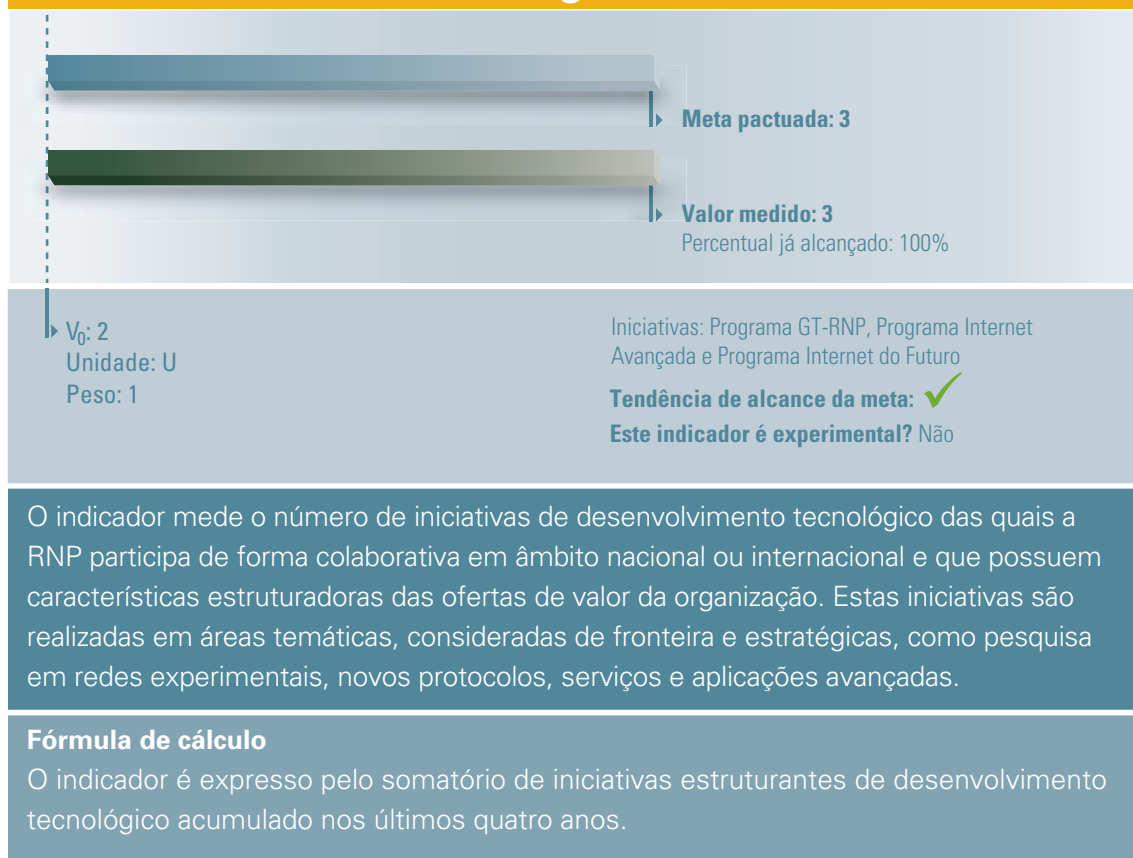 Meta pactuada: 3
Valor medido: 3
Percentual já alcançado: 100%
V₀: 2
Unidade: U
Peso: 1
Iniciativas: Programa GT-RNP, Programa Internet
Avançada e Programa Internet do Futuro
Tendência de alcance da meta:
Este indicador é experimental? Não
O indicador mede o número de iniciativas de desenvolvimento tecnológico das quais a
RNP participa de forma colaborativa em âmbito nacional ou internacional e que possuem
características estruturadoras das ofertas de valor da organização. Estas iniciativas são
realizadas em áreas temáticas, consideradas de fronteira e estratégicas, como pesquisa
em redes experimentais, novos protocolos, serviços e aplicações avançadas.
Fórmula de cálculo
O indicador é expresso pelo somatório de iniciativas estruturantes de desenvolvimento
tecnológico acumulado nos últimos quatro anos.